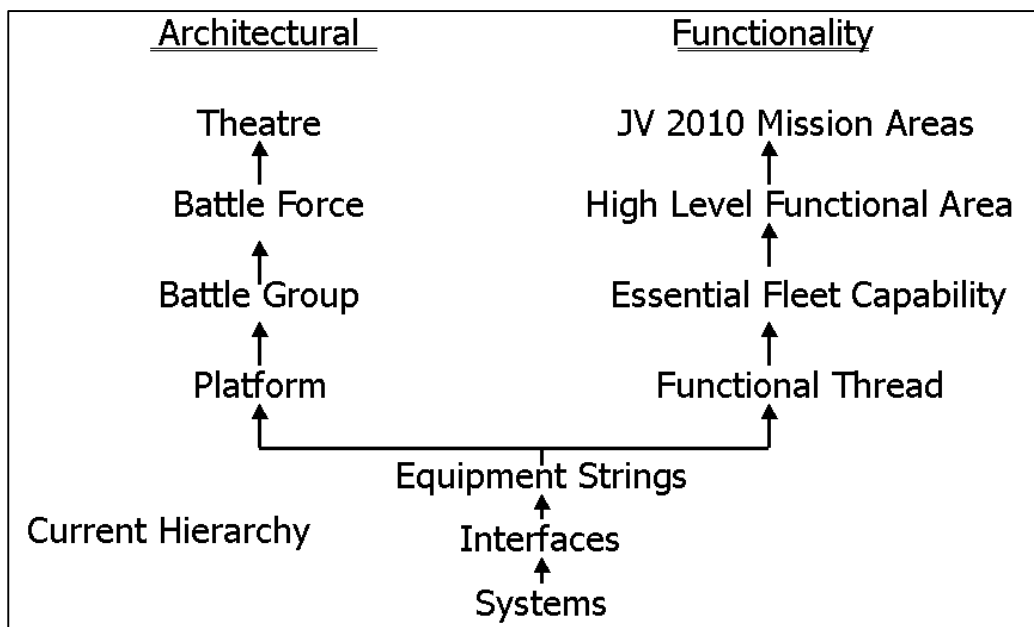 Architectural
Functionality
Theatre
JV 2010 Mission Areas
Battle Force
High Level Functional Area
Battle Group
Essential Fleet Capability
Platform
Functional Thread
Equipment Strings
Current Hierarchy
Interfaces
Systems